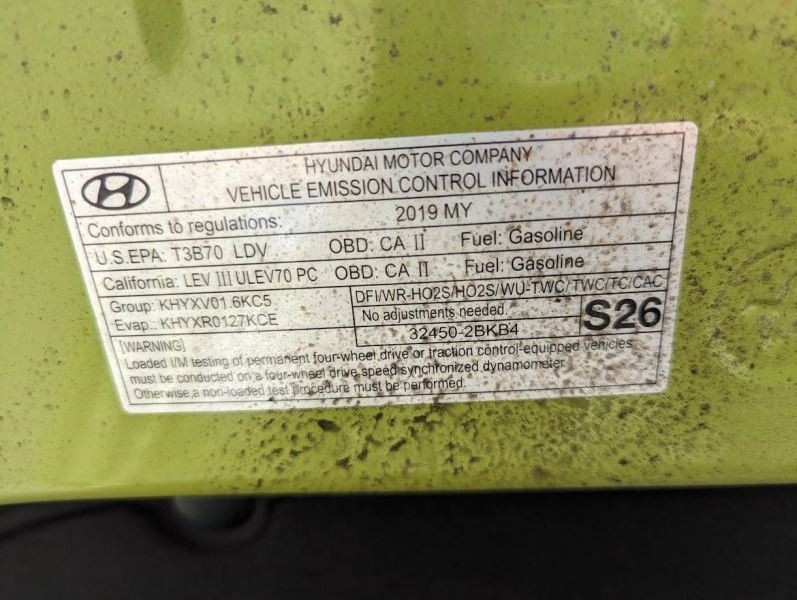 HYUNDAI MOTOR COMPANY
VEHICLE EMISSION CONTROL INFORMATION
Conforms to regulations: 2019 MY
U.S.EPA: T3B70 LDV OBD: CA II Fuel: Gasoline
California: LEV III ULEV70 PC OBD: CA II Fuel: Gasoline
Group: KHYXV01.6KC5
Evap.: KHYXR0127KCE
DFI/WR-HO2S/HO2S/WU-TWC/TWC/TC/CAC
No adjustments needed.
32450-2BKB4
S26
[WARNING]
Loaded I/M testing of permanent four-wheel drive or traction control-equipped vehicles
must be conducted on a four-wheel drive speed synchronized dynamometer.
Otherwise,a non-loaded test procedure must be performed.